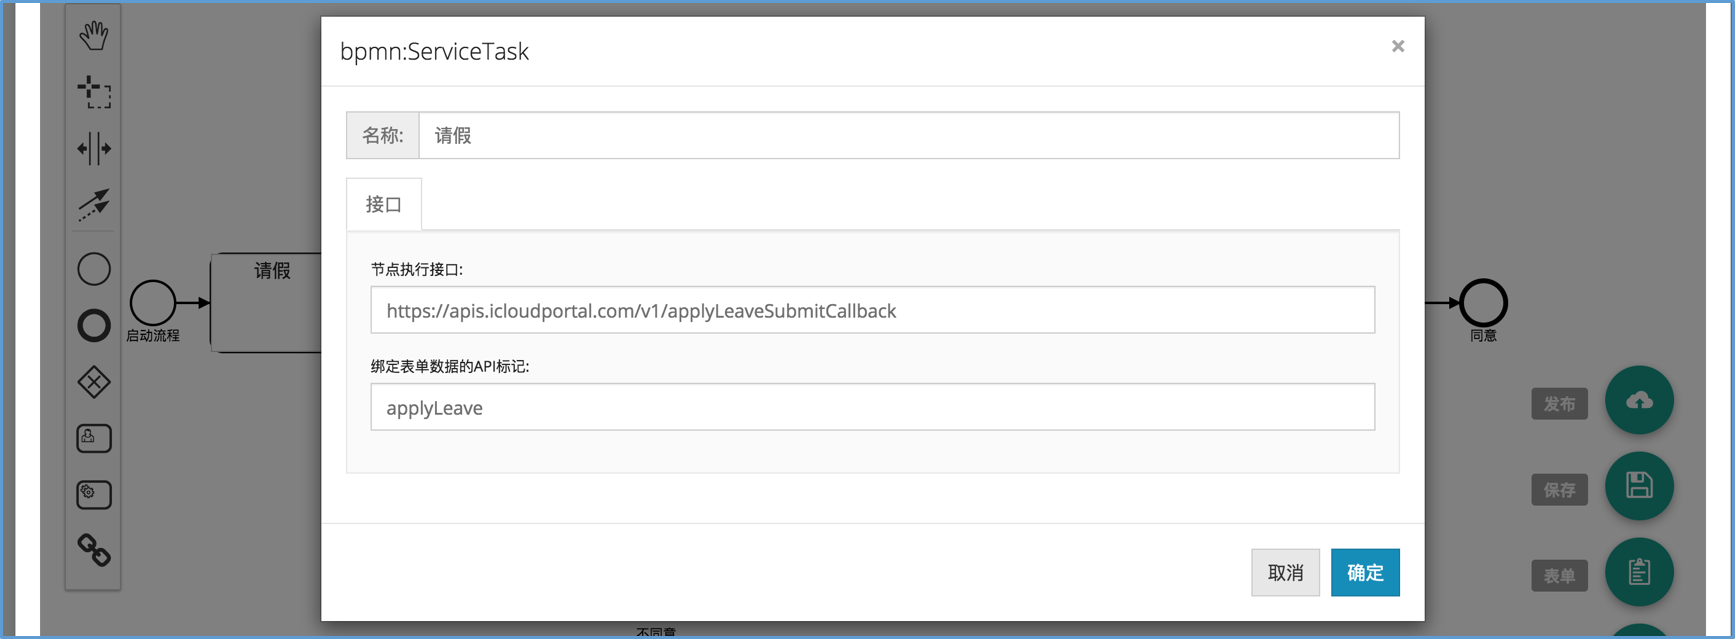 bpmn:ServiceTask
×
名称:
请假
接口
节点执行接口:
https://apis.icloudportal.com/v1/applyLeaveSubmitCallback
绑定表单数据的API标记:
applyLeave
取消
确定
请假
启动流程
同意
发布
保存
表单
不同意